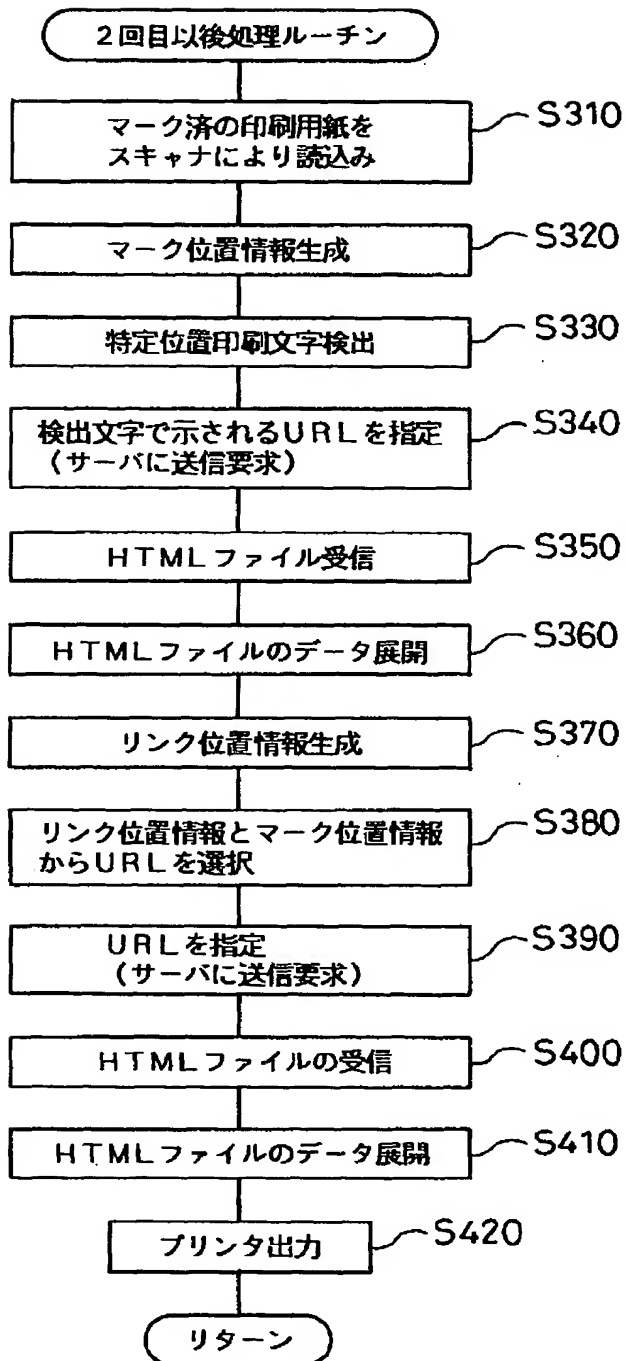 2回目以後処理ルーチン
マーク済の印刷用紙を
スキャナにより読込み
S310
マーク位置情報生成
S320
特定位置印刷文字検出
S330
検出文字で示されるURLを指定
(サーバに送信要求)
S340
HTMLファイル受信
S350
HTMLファイルのデータ展開
S360
リンク位置情報生成
S370
リンク位置情報とマーク位置情報
からURLを選択
S380
URLを指定
(サーバに送信要求)
S390
HTMLファイルの受信
S400
HTMLファイルのデータ展開
S410
プリンタ出力
S420
リターン